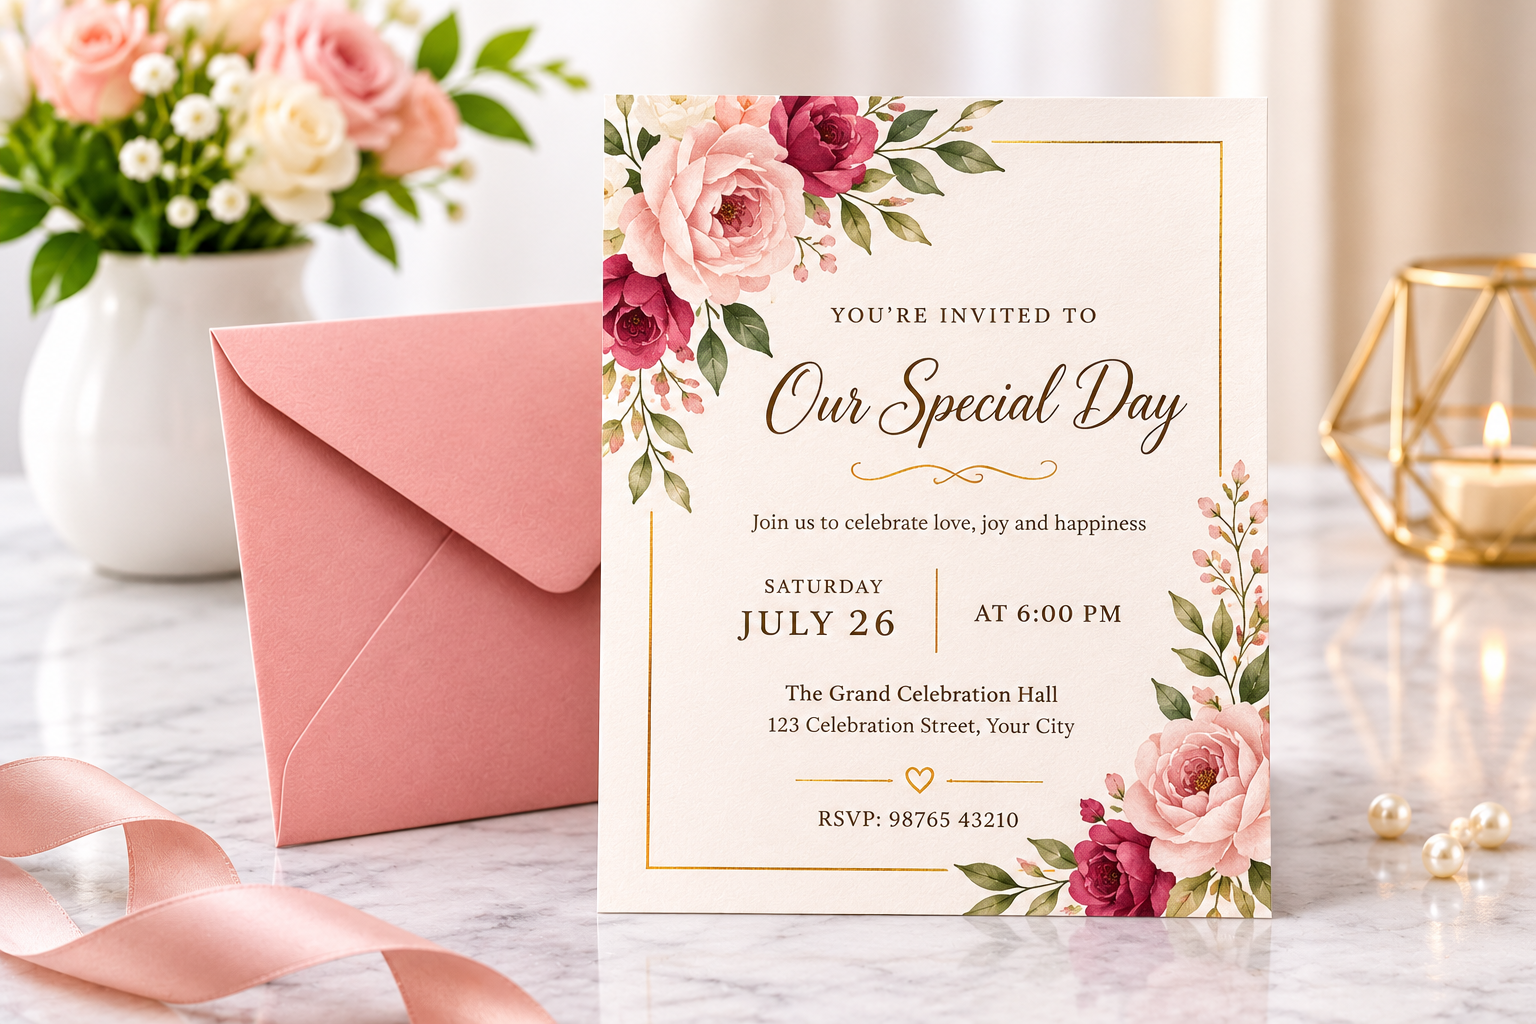 YOU'RE INVITED TO
Our Special Day
Join us to celebrate love, joy and happiness
SATURDAY
JULY 26
AT 6:00 PM
The Grand Celebration Hall
123 Celebration Street, Your City
RSVP: 98765 43210